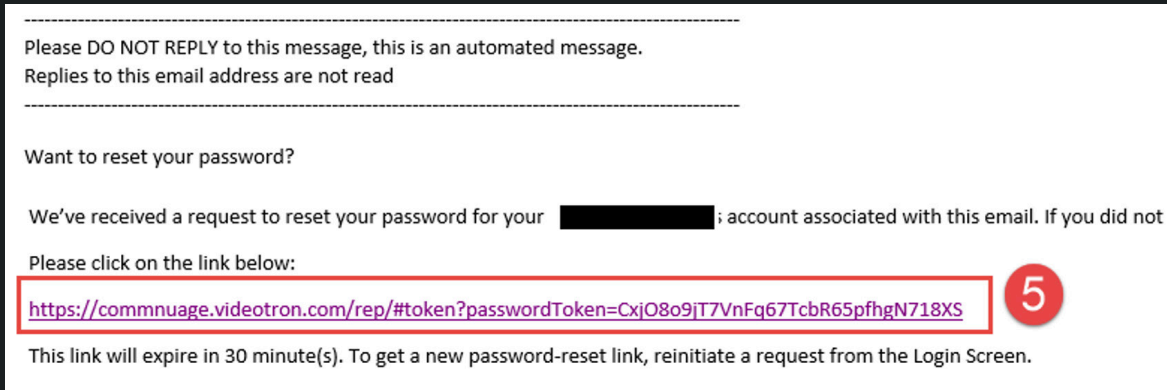 -----------------------------------------------------------------------------------------------------------
Please DO NOT REPLY to this message, this is an automated message.
Replies to this email address are not read
-----------------------------------------------------------------------------------------------------------
Want to reset your password?
We've received a request to reset your password for your ; account associated with this email. If you did not
Please click on the link below:
https://commnuage.videotron.com/rep/#token?passwordToken=CxjO8o9jT7VnFq67TcbR65pfhgN718XS
5
This link will expire in 30 minute(s). To get a new password-reset link, reinitiate a request from the Login Screen.